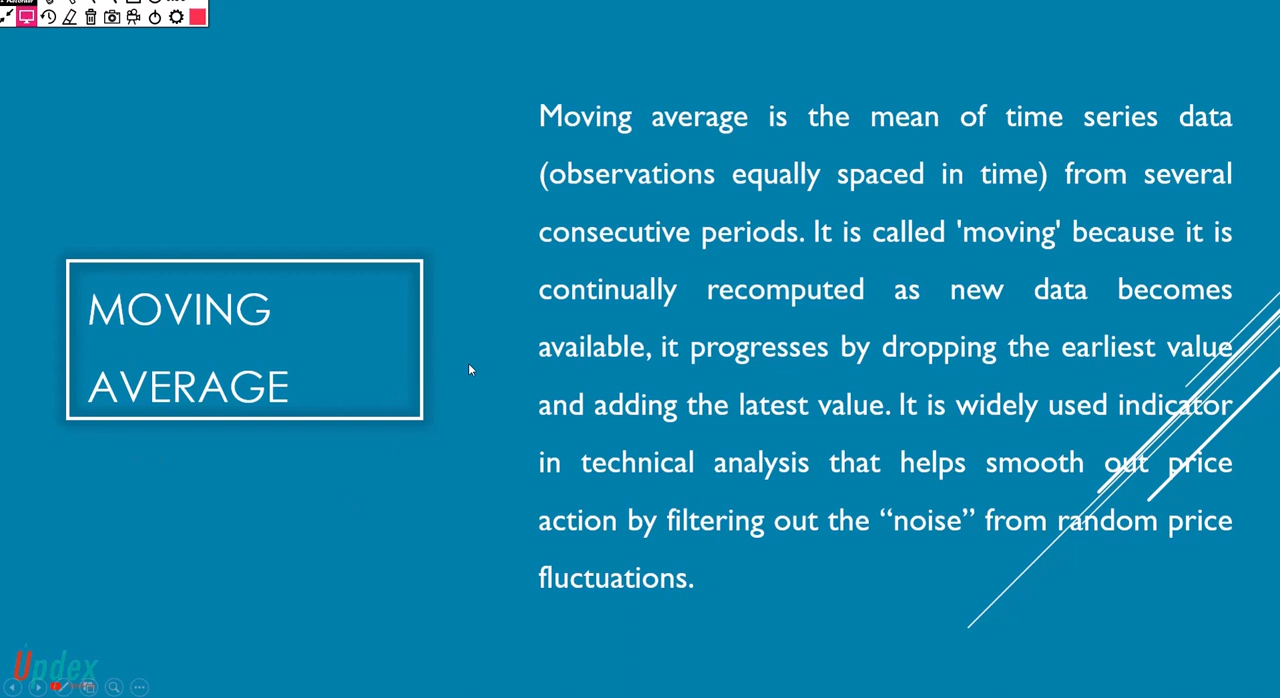 MOVING
AVERAGE
Moving average is the mean of time series data
(observations equally spaced in time) from several
consecutive periods. It is called 'moving' because it is
continually recomputed as new data becomes
available, it progresses by dropping the earliest value
and adding the latest value. It is widely used indicator
in technical analysis that helps smooth out price
action by filtering out the “noise” from random price
fluctuations.
Updex